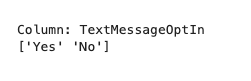 Column: TextMessageOptIn
['Yes' 'No']